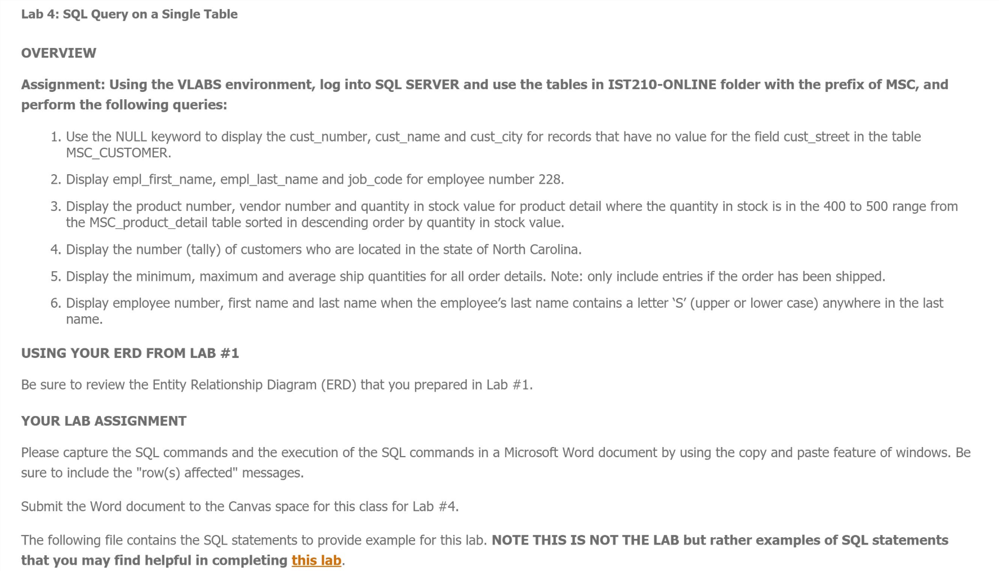 Lab 4: SQL Query on a Single Table
OVERVIEW
Assignment: Using the VLABS environment, log into SQL SERVER and use the tables in IST210-ONLINE folder with the prefix of MSC, and
perform the following queries:
1. Use the NULL keyword to display the cust_number, cust_name and cust_city for records that have no value for the field cust_street in the table
MSC_CUSTOMER.
2. Display empl_first_name, empl_last_name and job_code for employee number 228.
3. Display the product number, vendor number and quantity in stock value for product detail where the quantity in stock is in the 400 to 500 range from
the MSC_product_detail table sorted in descending order by quantity in stock value.
4. Display the number (tally) of customers who are located in the state of North Carolina.
5. Display the minimum, maximum and average ship quantities for all order details. Note: only include entries if the order has been shipped.
6. Display employee number, first name and last name when the employee’s last name contains a letter ‘S’ (upper or lower case) anywhere in the last
name.
USING YOUR ERD FROM LAB #1
Be sure to review the Entity Relationship Diagram (ERD) that you prepared in Lab #1.
YOUR LAB ASSIGNMENT
Please capture the SQL commands and the execution of the SQL commands in a Microsoft Word document by using the copy and paste feature of windows. Be
sure to include the "row(s) affected" messages.
Submit the Word document to the Canvas space for this class for Lab #4.
The following file contains the SQL statements to provide example for this lab. NOTE THIS IS NOT THE LAB but rather examples of SQL statements
that you may find helpful in completing this lab.